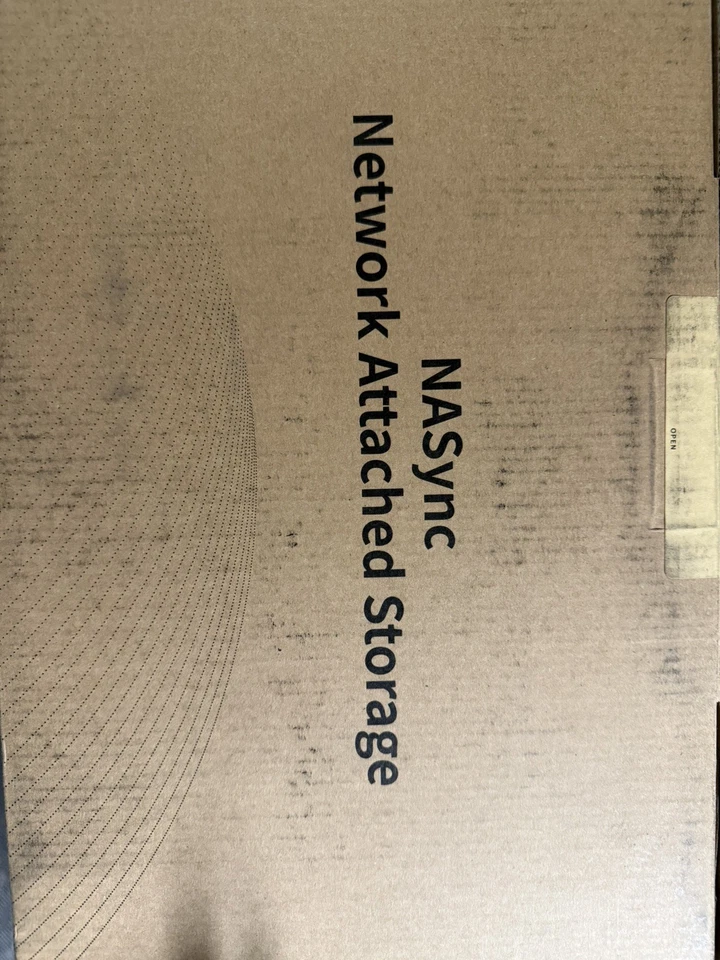 OPEN
NASync
Network Attached Storage